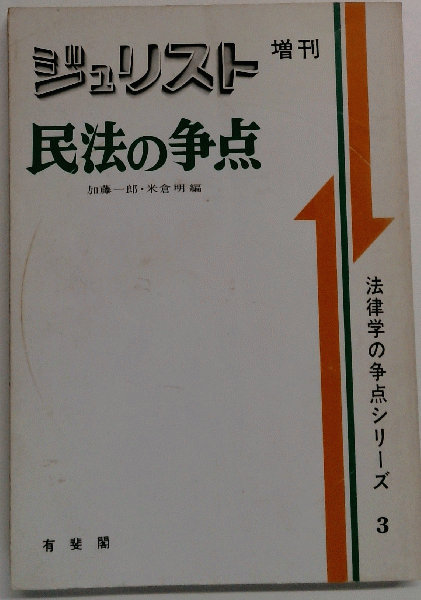 ジュリスト 増刊
民法の争点
加藤一郎・米倉明編
法律学の争点シリーズ 3
有斐閣